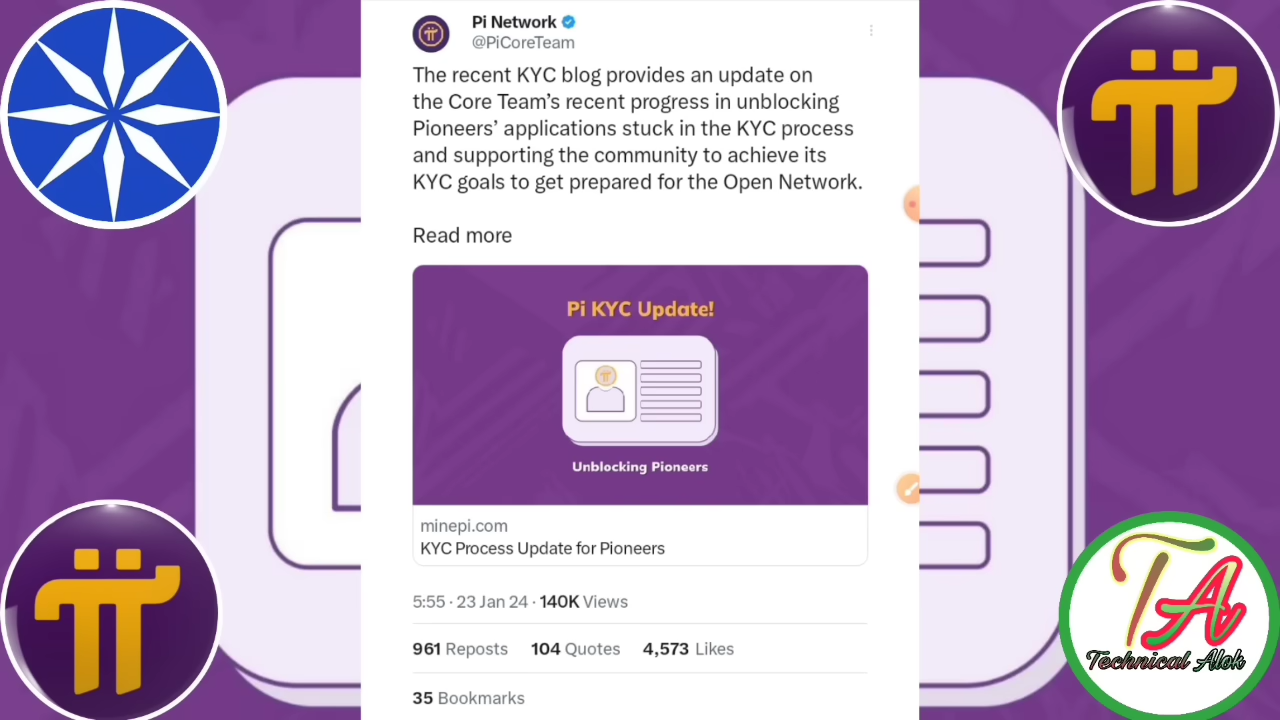 Pi Network
@PiCoreTeam
The recent KYC blog provides an update on
the Core Team’s recent progress in unblocking
Pioneers’ applications stuck in the KYC process
and supporting the community to achieve its
KYC goals to get prepared for the Open Network.
Read more
Pi KYC Update!
Unblocking Pioneers
minepi.com
KYC Process Update for Pioneers
5:55 · 23 Jan 24 · 140K Views
961 Reposts 104 Quotes 4,573 Likes
35 Bookmarks
TA
Technical Alok